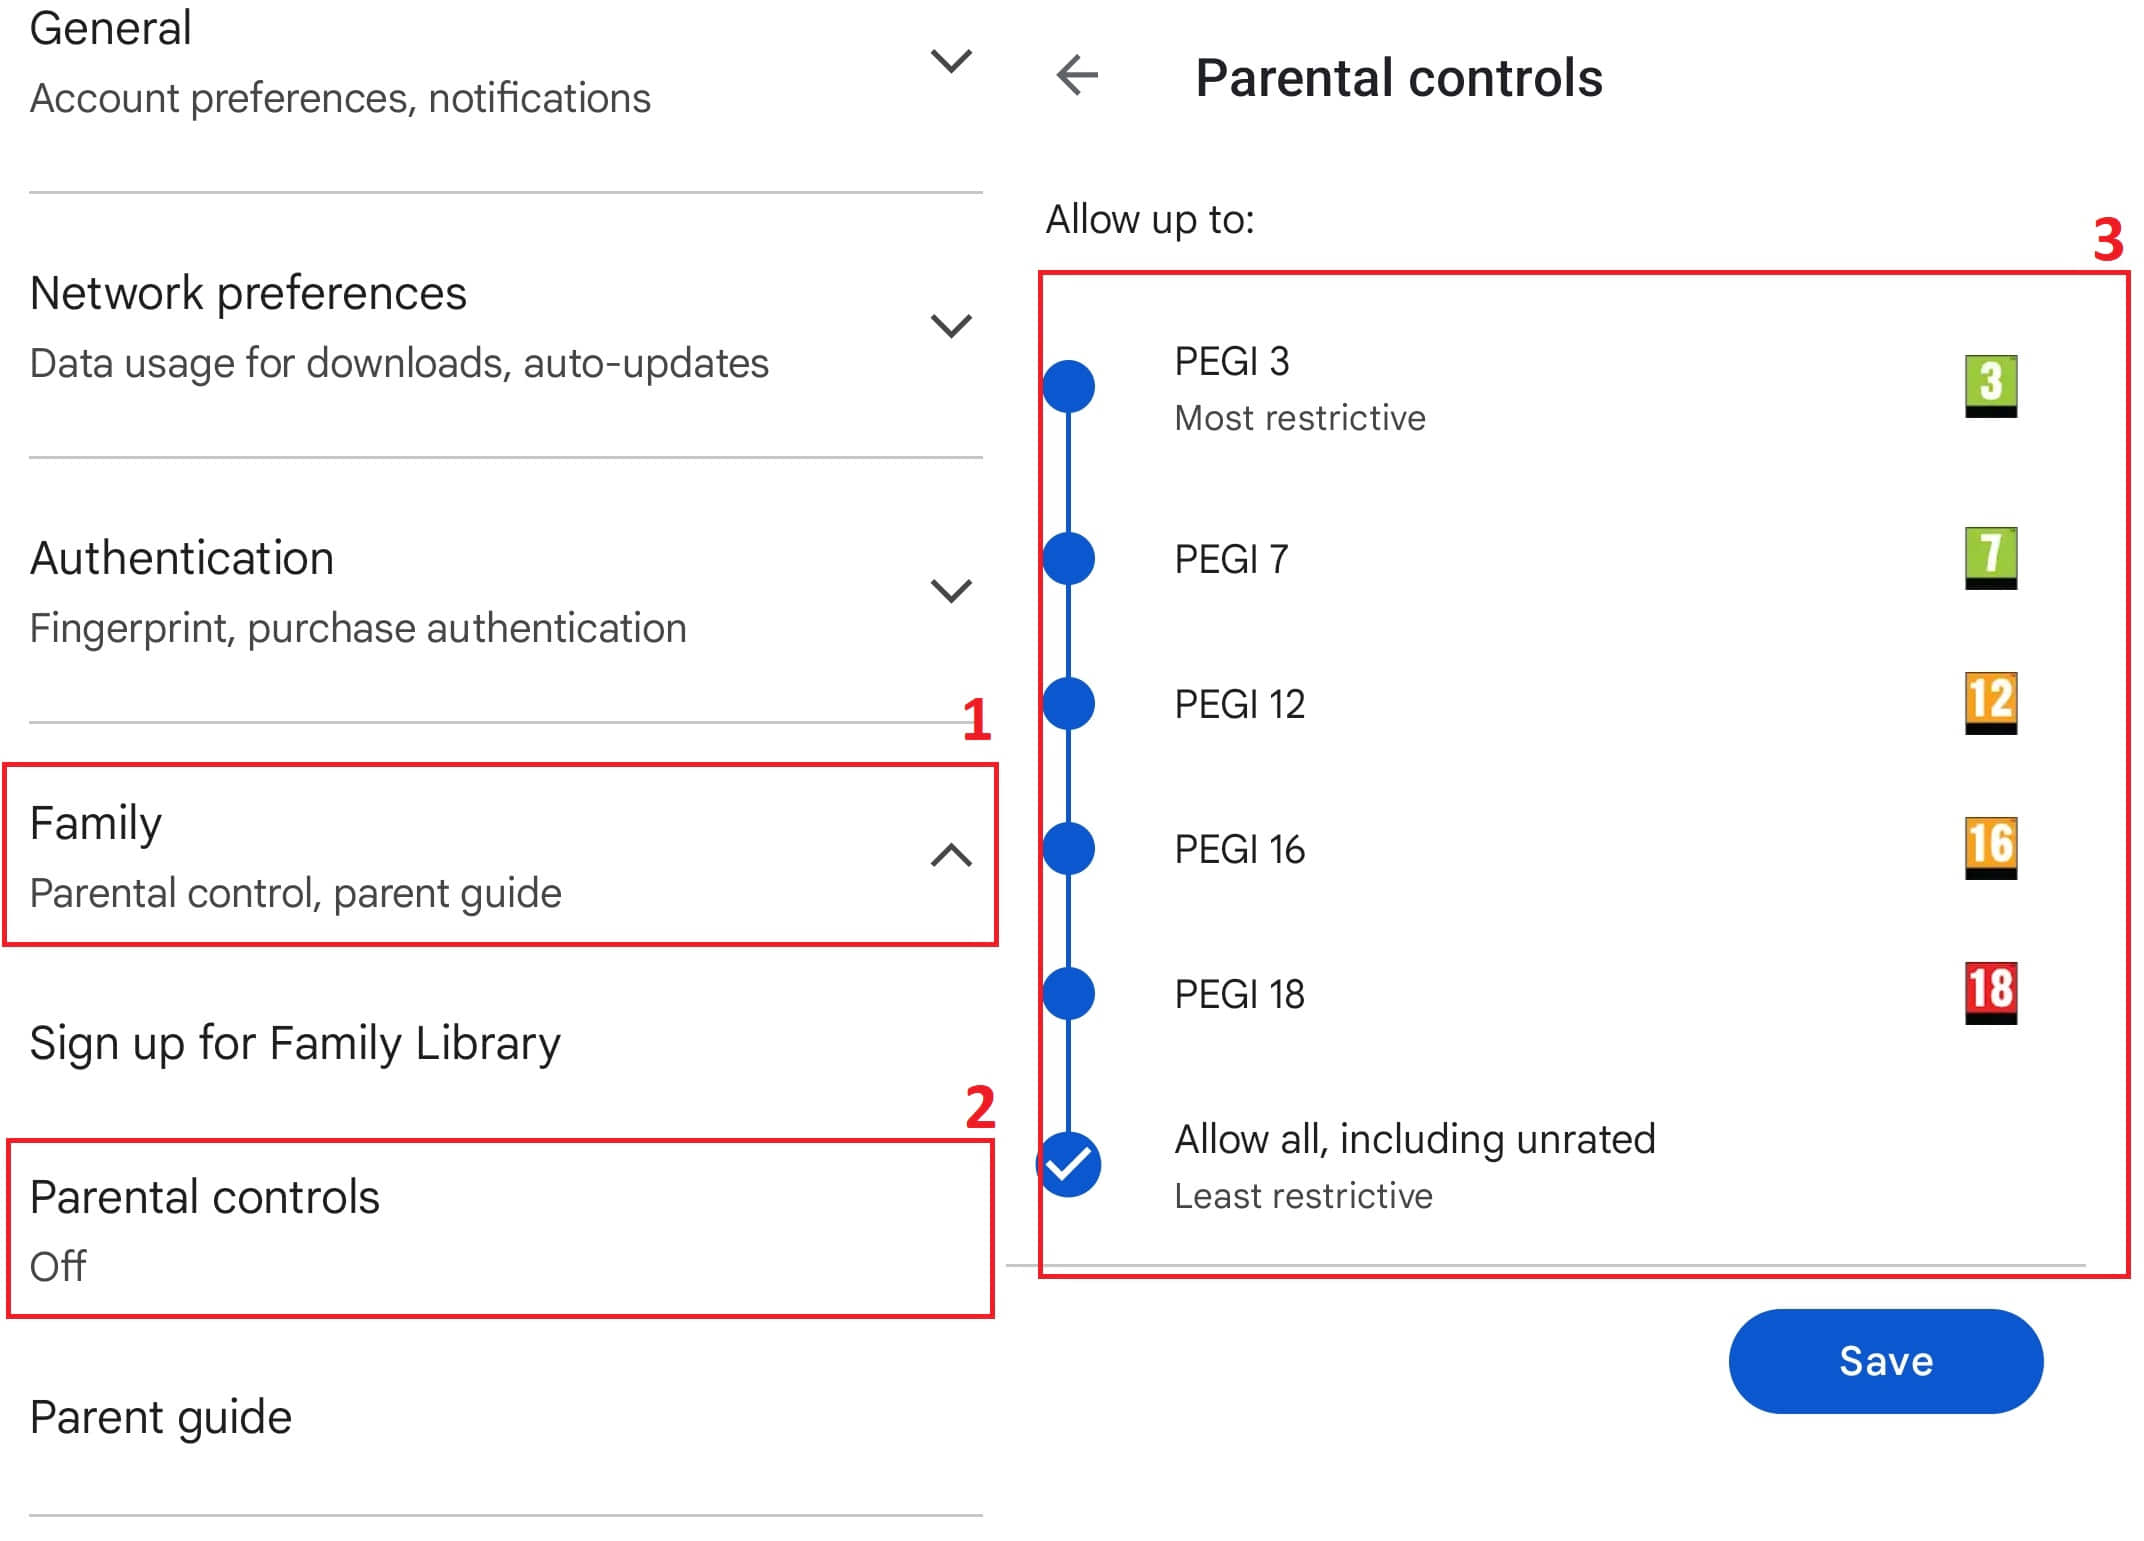 General
Account preferences, notifications
Network preferences
Data usage for downloads, auto-updates
Authentication
Fingerprint, purchase authentication
1
Family
Parental control, parent guide
Sign up for Family Library
2
Parental controls
Off
Parent guide
Parental controls
Allow up to:
3
PEGI 3
3
Most restrictive
PEGI 7
7
PEGI 12
12
PEGI 16
16
PEGI 18
18
Allow all, including unrated
Least restrictive
Save